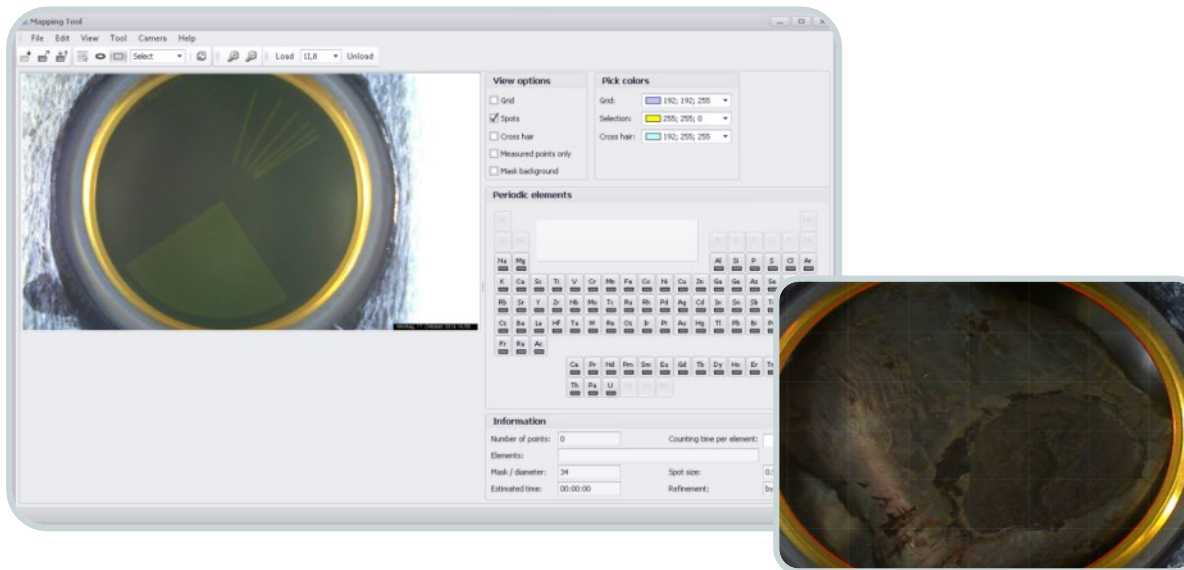 Mapping Tool
File Edit View Tool Camera Help
Select Load 1I,8 Unload
View options
Grid
Spots
Cross hair
Measured points only
Mask background
Pick colors
Grid: 192; 192; 255
Selection: 255; 255; 0
Cross hair: 192; 255; 255
Periodic elements
Na Mg Al Si P S Cl Ar
K Ca Sc Ti V Cr Mn Fe Co Ni Cu Zn Ga Ge As Se
Rb Sr Y Zr Nb Mo Tc Ru Rh Pd Ag Cd In Sn Sb
Cs Ba La Hf Ta W Re Os Ir Pt Au Hg Tl Pb Bi
Fr Ra Ac
Ce Pr Nd Pm Sm Eu Gd Tb Dy Ho Er
Th Pa U
Information
Number of points: 0 Counting time per element:
Elements:
Mask / diameter: 34 Spot size:
Estimated time: 00:00:00 Refinement: by